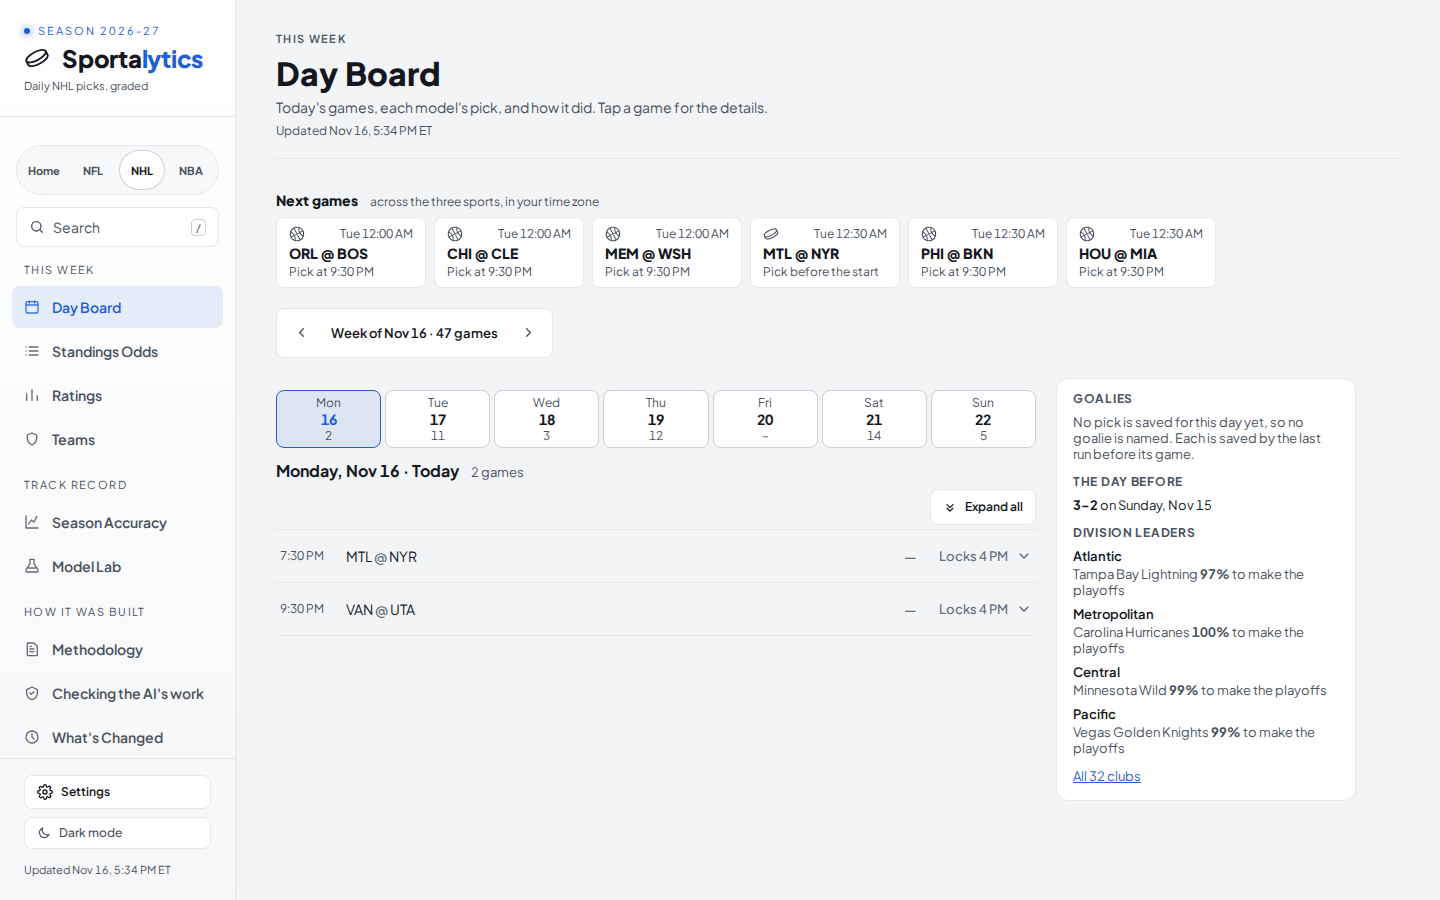 SEASON 2026-27
Sportalytics
Daily NHL picks, graded
Home NFL NHL NBA
Search /
THIS WEEK
Day Board
Standings Odds
Ratings
Teams
TRACK RECORD
Season Accuracy
Model Lab
HOW IT WAS BUILT
Methodology
Checking the AI's work
What's Changed
Settings
Dark mode
Updated Nov 16, 5:34 PM ET
THIS WEEK
Day Board
Today's games, each model's pick, and how it did. Tap a game for the details.
Updated Nov 16, 5:34 PM ET
Next games across the three sports, in your time zone
Tue 12:00 AM
ORL @ BOS
Pick at 9:30 PM
Tue 12:00 AM
CHI @ CLE
Pick at 9:30 PM
Tue 12:00 AM
MEM @ WSH
Pick at 9:30 PM
Tue 12:30 AM
MTL @ NYR
Pick before the start
Tue 12:30 AM
PHI @ BKN
Pick at 9:30 PM
Tue 12:30 AM
HOU @ MIA
Pick at 9:30 PM
Week of Nov 16 · 47 games
Mon
16
2
Tue
17
11
Wed
18
3
Thu
19
12
Fri
20
–
Sat
21
14
Sun
22
5
Monday, Nov 16 · Today 2 games
Expand all
7:30 PM MTL @ NYR — Locks 4 PM
9:30 PM VAN @ UTA — Locks 4 PM
GOALIES
No pick is saved for this day yet, so no
goalie is named. Each is saved by the last
run before its game.
THE DAY BEFORE
3–2 on Sunday, Nov 15
DIVISION LEADERS
Atlantic
Tampa Bay Lightning 97% to make the
playoffs
Metropolitan
Carolina Hurricanes 100% to make the
playoffs
Central
Minnesota Wild 99% to make the playoffs
Pacific
Vegas Golden Knights 99% to make the
playoffs
All 32 clubs